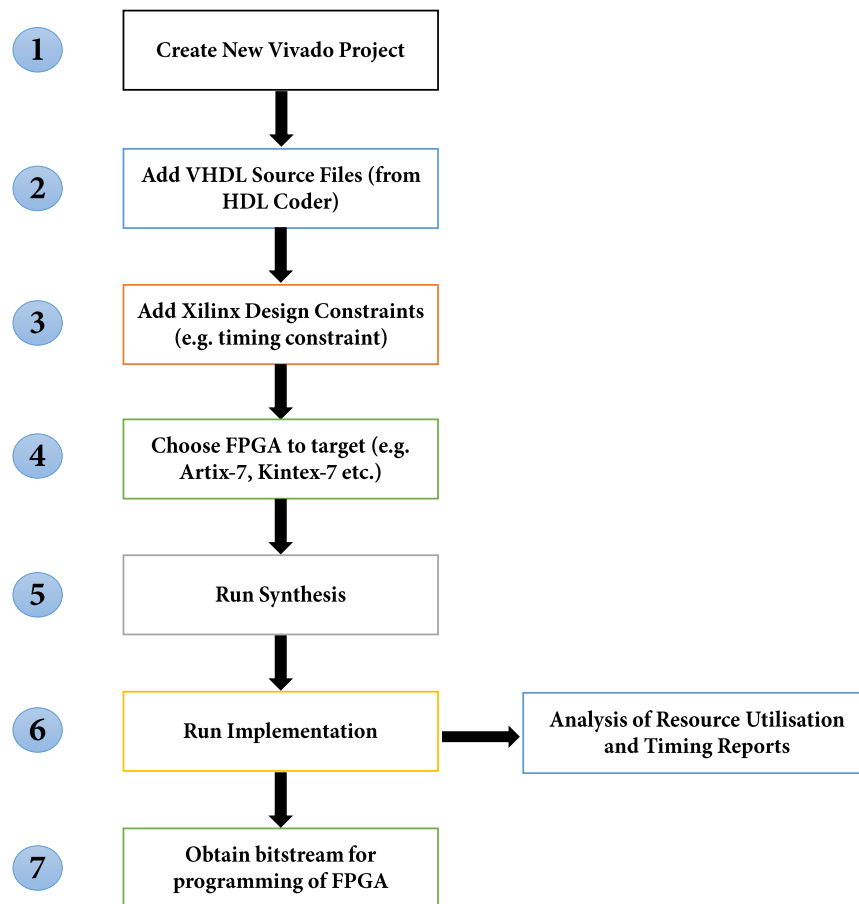 1
Create New Vivado Project
2
Add VHDL Source Files (from
HDL Coder)
3
Add Xilinx Design Constraints
(e.g. timing constraint)
4
Choose FPGA to target (e.g.
Artix-7, Kintex-7 etc.)
5
Run Synthesis
6
Run Implementation
Analysis of Resource Utilisation
and Timing Reports
7
Obtain bitstream for
programming of FPGA